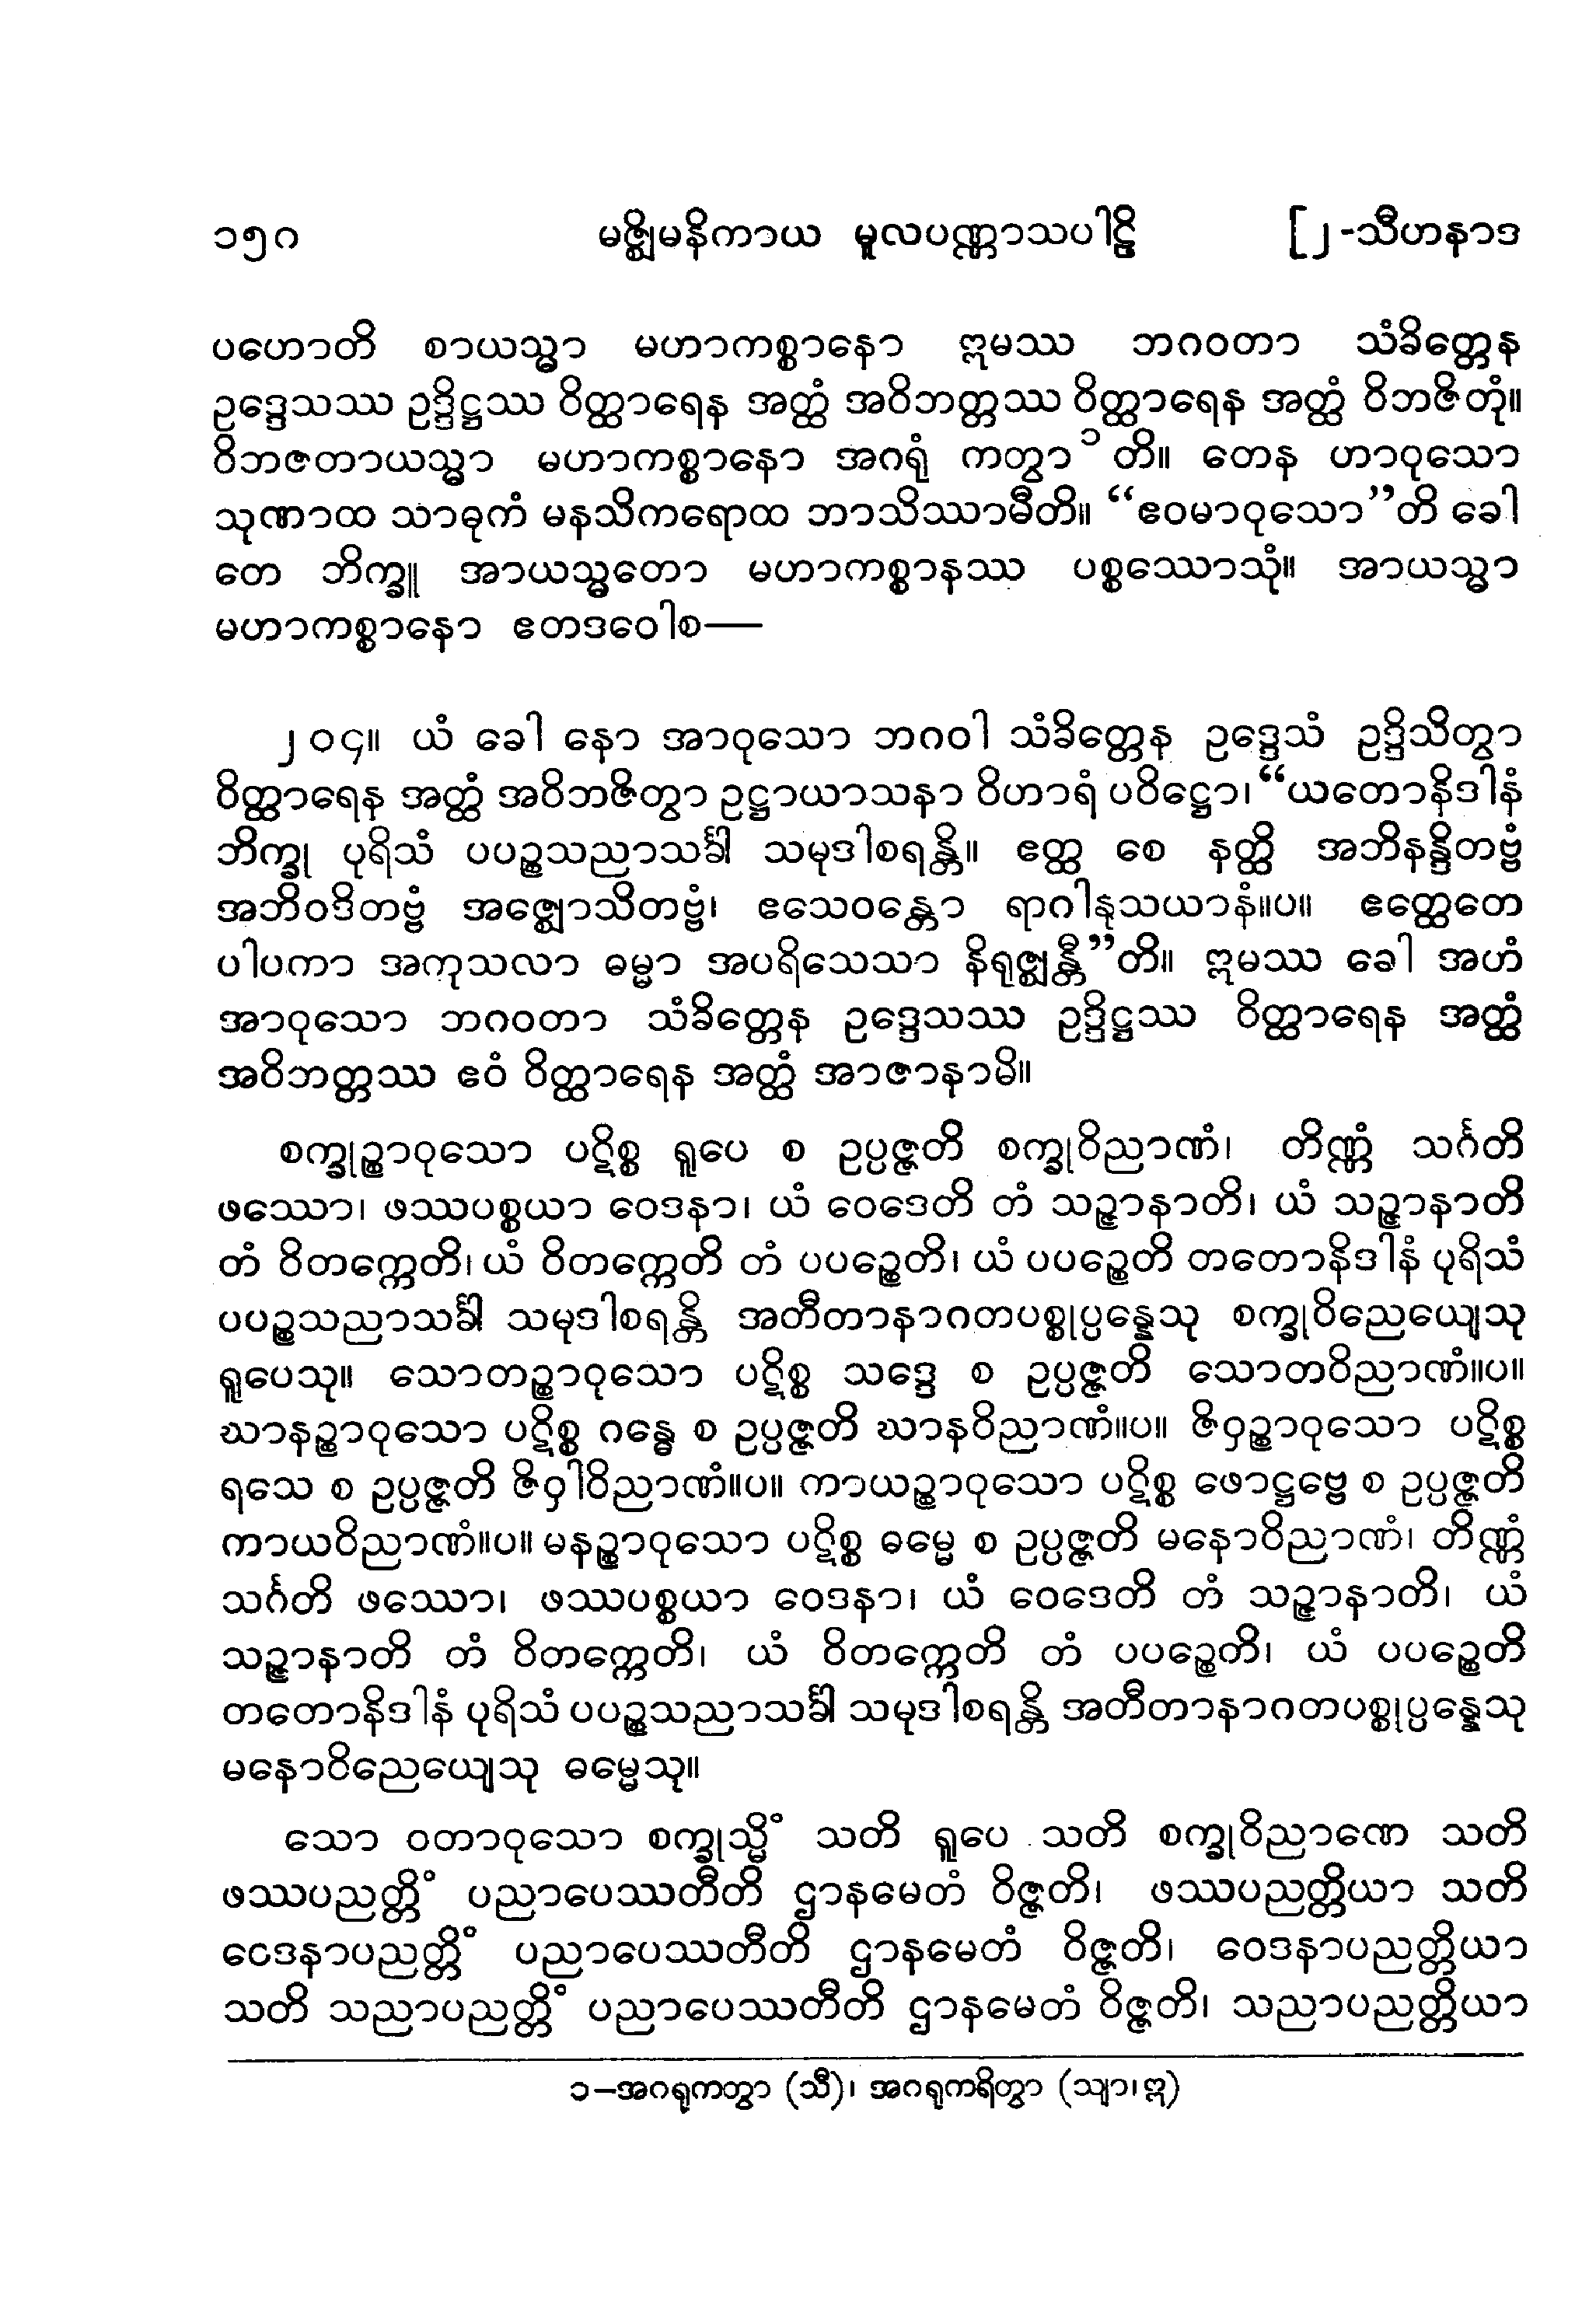 ၁၅၈ မဇ္ဈိမနိကာယ မူလပဏ္ဏာသပါဠိ [၂-သီဟနာဒ
ပဟောတိ စာယသ္မာ မဟာကစ္စာနော ဣမဿ ဘဂဝတာ သံခိတ္တေန
ဥဒ္ဒေသဿ ဥဒ္ဒိဋ္ဌဿ ဝိတ္ထာရေန အတ္ထံ အဝိဘတ္တဿ ဝိတ္ထာရေန အတ္ထံ ဝိဘဇိတုံ။
ဝိဘဇတာယသ္မာ မဟာကစ္စာနော အဂရုံ ကတွာ ၁တိ။ တေန ဟာဝုသော
သုဏာထ သာဓုကံ မနသိကရောထ ဘာသိဿာမီတိ။ “ဧဝမာဝုသော”တိ ခေါ
တေ ဘိက္ခူ အာယသ္မတော မဟာကစ္စာနဿ ပစ္စဿောသုံ။ အာယသ္မာ
မဟာကစ္စာနော ဧတဒဝေါစ—
၂၀၄။ ယံ ခေါ နော အာဝုသော ဘဂဝါ သံခိတ္တေန ဥဒ္ဒေသံ ဥဒ္ဒိသိတွာ
ဝိတ္ထာရေန အတ္ထံ အဝိဘဇိတွာ ဥဋ္ဌာယာသနာ ဝိဟာရံ ပဝိဋ္ဌော၊ “ယတောနိဒါနံ
ဘိက္ခု ပုရိသံ ပပဉ္စသညာသင်္ခါ သမုဒါစရန္တိ။ ဧတ္ထ စေ နတ္ထိ အဘိနန္ဒိတဗ္ဗံ
အဘိဝဒိတဗ္ဗံ အဇ္ဈောသိတဗ္ဗံ၊ ဧသေဝန္တော ရာဂါနုသယာနံ။ပ။ ဧတ္ထေတေ
ပါပကာ အကုသလာ ဓမ္မာ အပရိသေသာ နိရုဇ္ဈန္တီ”တိ။ ဣမဿ ခေါ အဟံ
အာဝုသော ဘဂဝတာ သံခိတ္တေန ဥဒ္ဒေသဿ ဥဒ္ဒိဋ္ဌဿ ဝိတ္ထာရေန အတ္ထံ
အဝိဘတ္တဿ ဧဝံ ဝိတ္ထာရေန အတ္ထံ အာဇာနာမိ။
စက္ခုဉ္စာဝုသော ပဋိစ္စ ရူပေ စ ဥပ္ပဇ္ဇတိ စက္ခုဝိညာဏံ၊ တိဏ္ဏံ သင်္ဂတိ
ဖဿော၊ ဖဿပစ္စယာ ဝေဒနာ၊ ယံ ဝေဒေတိ တံ သဉ္ဇာနာတိ၊ ယံ သဉ္ဇာနာတိ
တံ ဝိတက္ကေတိ၊ ယံ ဝိတက္ကေတိ တံ ပပဉ္စေတိ၊ ယံ ပပဉ္စေတိ တတောနိဒါနံ ပုရိသံ
ပပဉ္စသညာသင်္ခါ သမုဒါစရန္တိ အတီတာနာဂတပစ္စုပ္ပန္နေသု စက္ခုဝိညေယျေသု
ရူပေသု။ သောတဉ္စာဝုသော ပဋိစ္စ သဒ္ဒေ စ ဥပ္ပဇ္ဇတိ သောတဝိညာဏံ။ပ။
ဃာနဉ္စာဝုသော ပဋိစ္စ ဂန္ဓေ စ ဥပ္ပဇ္ဇတိ ဃာနဝိညာဏံ။ပ။ ဇိဝှဉ္စာဝုသော ပဋိစ္စ
ရသေ စ ဥပ္ပဇ္ဇတိ ဇိဝှါဝိညာဏံ။ပ။ ကာယဉ္စာဝုသော ပဋိစ္စ ဖောဋ္ဌဗ္ဗေ စ ဥပ္ပဇ္ဇတိ
ကာယဝိညာဏံ။ပ။ မနဉ္စာဝုသော ပဋိစ္စ ဓမ္မေ စ ဥပ္ပဇ္ဇတိ မနောဝိညာဏံ၊ တိဏ္ဏံ
သင်္ဂတိ ဖဿော၊ ဖဿပစ္စယာ ဝေဒနာ၊ ယံ ဝေဒေတိ တံ သဉ္ဇာနာတိ၊ ယံ
သဉ္ဇာနာတိ တံ ဝိတက္ကေတိ၊ ယံ ဝိတက္ကေတိ တံ ပပဉ္စေတိ၊ ယံ ပပဉ္စေတိ
တတောနိဒါနံ ပုရိသံ ပပဉ္စသညာသင်္ခါ သမုဒါစရန္တိ အတီတာနာဂတပစ္စုပ္ပန္နေသု
မနောဝိညေယျေသု ဓမ္မေသု။
သော ဝတာဝုသော စက္ခုသ္မိံ သတိ ရူပေ သတိ စက္ခုဝိညာဏေ သတိ
ဖဿပညတ္တိံ ပညာပေဿတီတိ ဌာနမေတံ ဝိဇ္ဇတိ၊ ဖဿပညတ္တိယာ သတိ
ဝေဒနာပညတ္တိံ ပညာပေဿတီတိ ဌာနမေတံ ဝိဇ္ဇတိ၊ ဝေဒနာပညတ္တိယာ
သတိ သညာပညတ္တိံ ပညာပေဿတီတိ ဌာနမေတံ ဝိဇ္ဇတိ၊ သညာပညတ္တိယာ
၁–အဂရုကတွာ (သီ)၊ အဂရုကရိတွာ (သျာ၊ ဣ)